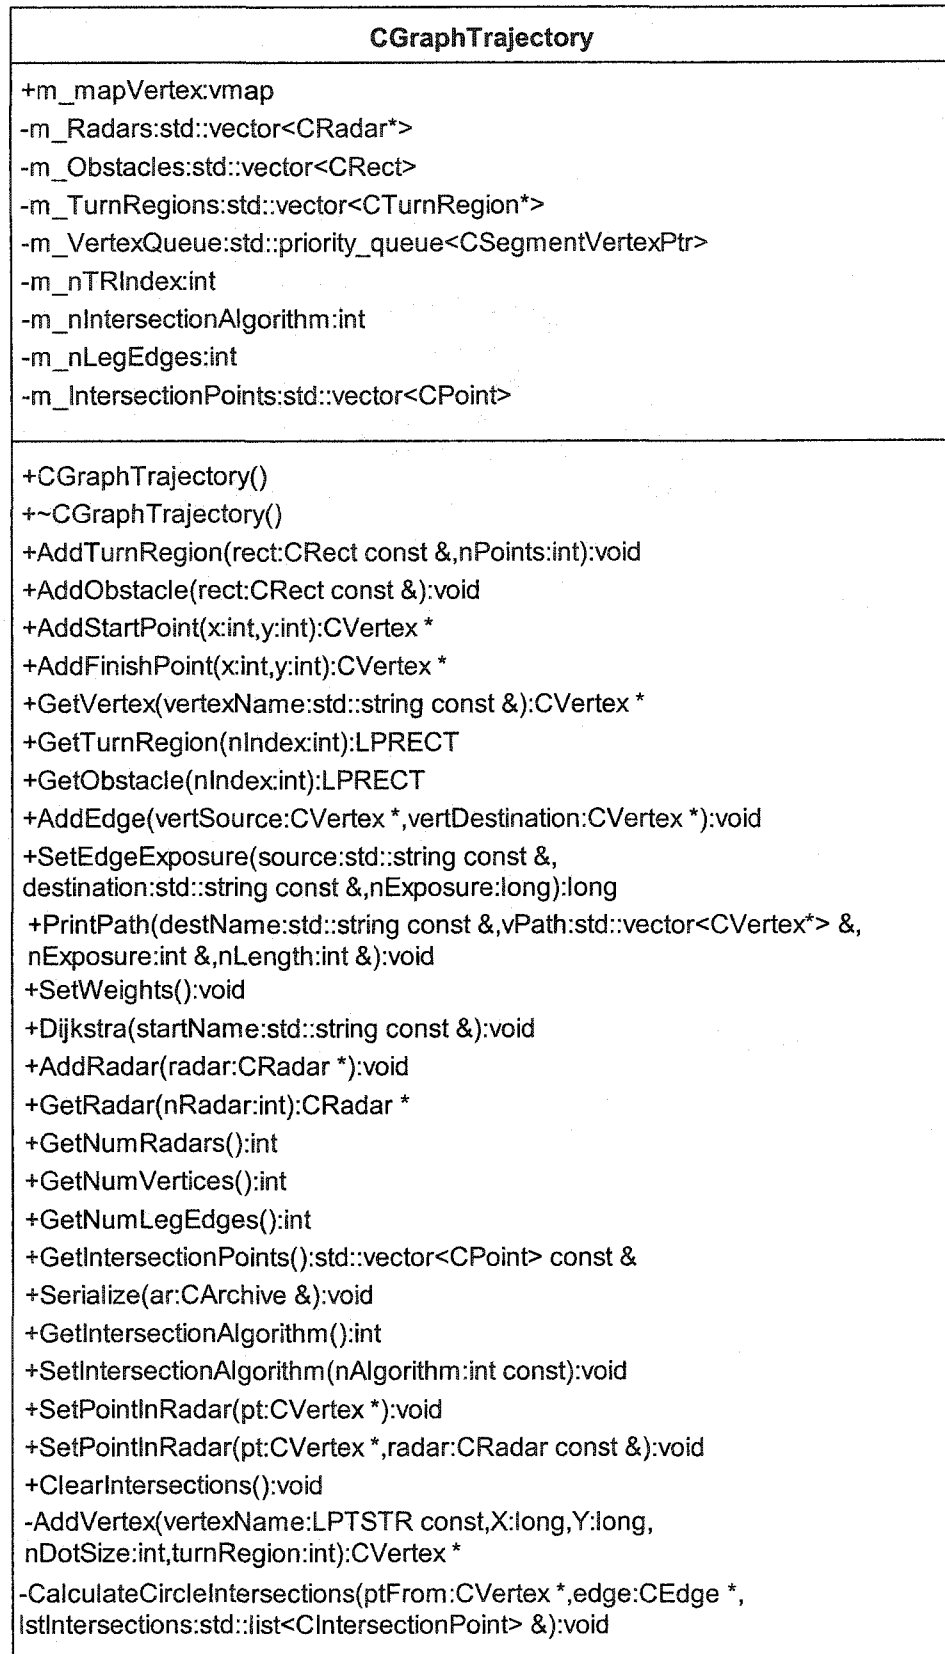 CGraphTrajectory
+m_mapVertex:vmap
-m_Radars:std::vector<CRadar*>
-m_Obstacles:std::vector<CRect>
-m_TurnRegions:std::vector<CTurnRegion*>
-m_VertexQueue:std::priority_queue<CSegmentVertexPtr>
-m_nTRIndex:int
-m_nIntersectionAlgorithm:int
-m_nLegEdges:int
-m_IntersectionPoints:std::vector<CPoint>
+CGraphTrajectory()
+~CGraphTrajectory()
+AddTurnRegion(rect:CRect const &,nPoints:int):void
+AddObstacle(rect:CRect const &):void
+AddStartPoint(x:int,y:int):CVertex *
+AddFinishPoint(x:int,y:int):CVertex *
+GetVertex(vertexName:std::string const &):CVertex *
+GetTurnRegion(nIndex:int):LPRECT
+GetObstacle(nIndex:int):LPRECT
+AddEdge(vertSource:CVertex *,vertDestination:CVertex *):void
+SetEdgeExposure(source:std::string const &,
destination:std::string const &,nExposure:long):long
+PrintPath(destName:std::string const &,vPath:std::vector<CVertex*> &,
nExposure:int &,nLength:int &):void
+SetWeights():void
+Dijkstra(startName:std::string const &):void
+AddRadar(radar:CRadar *):void
+GetRadar(nRadar:int):CRadar *
+GetNumRadars():int
+GetNumVertices():int
+GetNumLegEdges():int
+GetIntersectionPoints():std::vector<CPoint> const &
+Serialize(ar:CArchive &):void
+GetIntersectionAlgorithm():int
+SetIntersectionAlgorithm(nAlgorithm:int const):void
+SetPointInRadar(pt:CVertex *):void
+SetPointInRadar(pt:CVertex *,radar:CRadar const &):void
+ClearIntersections():void
-AddVertex(vertexName:LPTSTR const,X:long,Y:long,
nDotSize:int,turnRegion:int):CVertex *
-CalculateCircleIntersections(ptFrom:CVertex *,edge:CEdge *,
lstIntersections:std::list<CIntersectionPoint> &):void